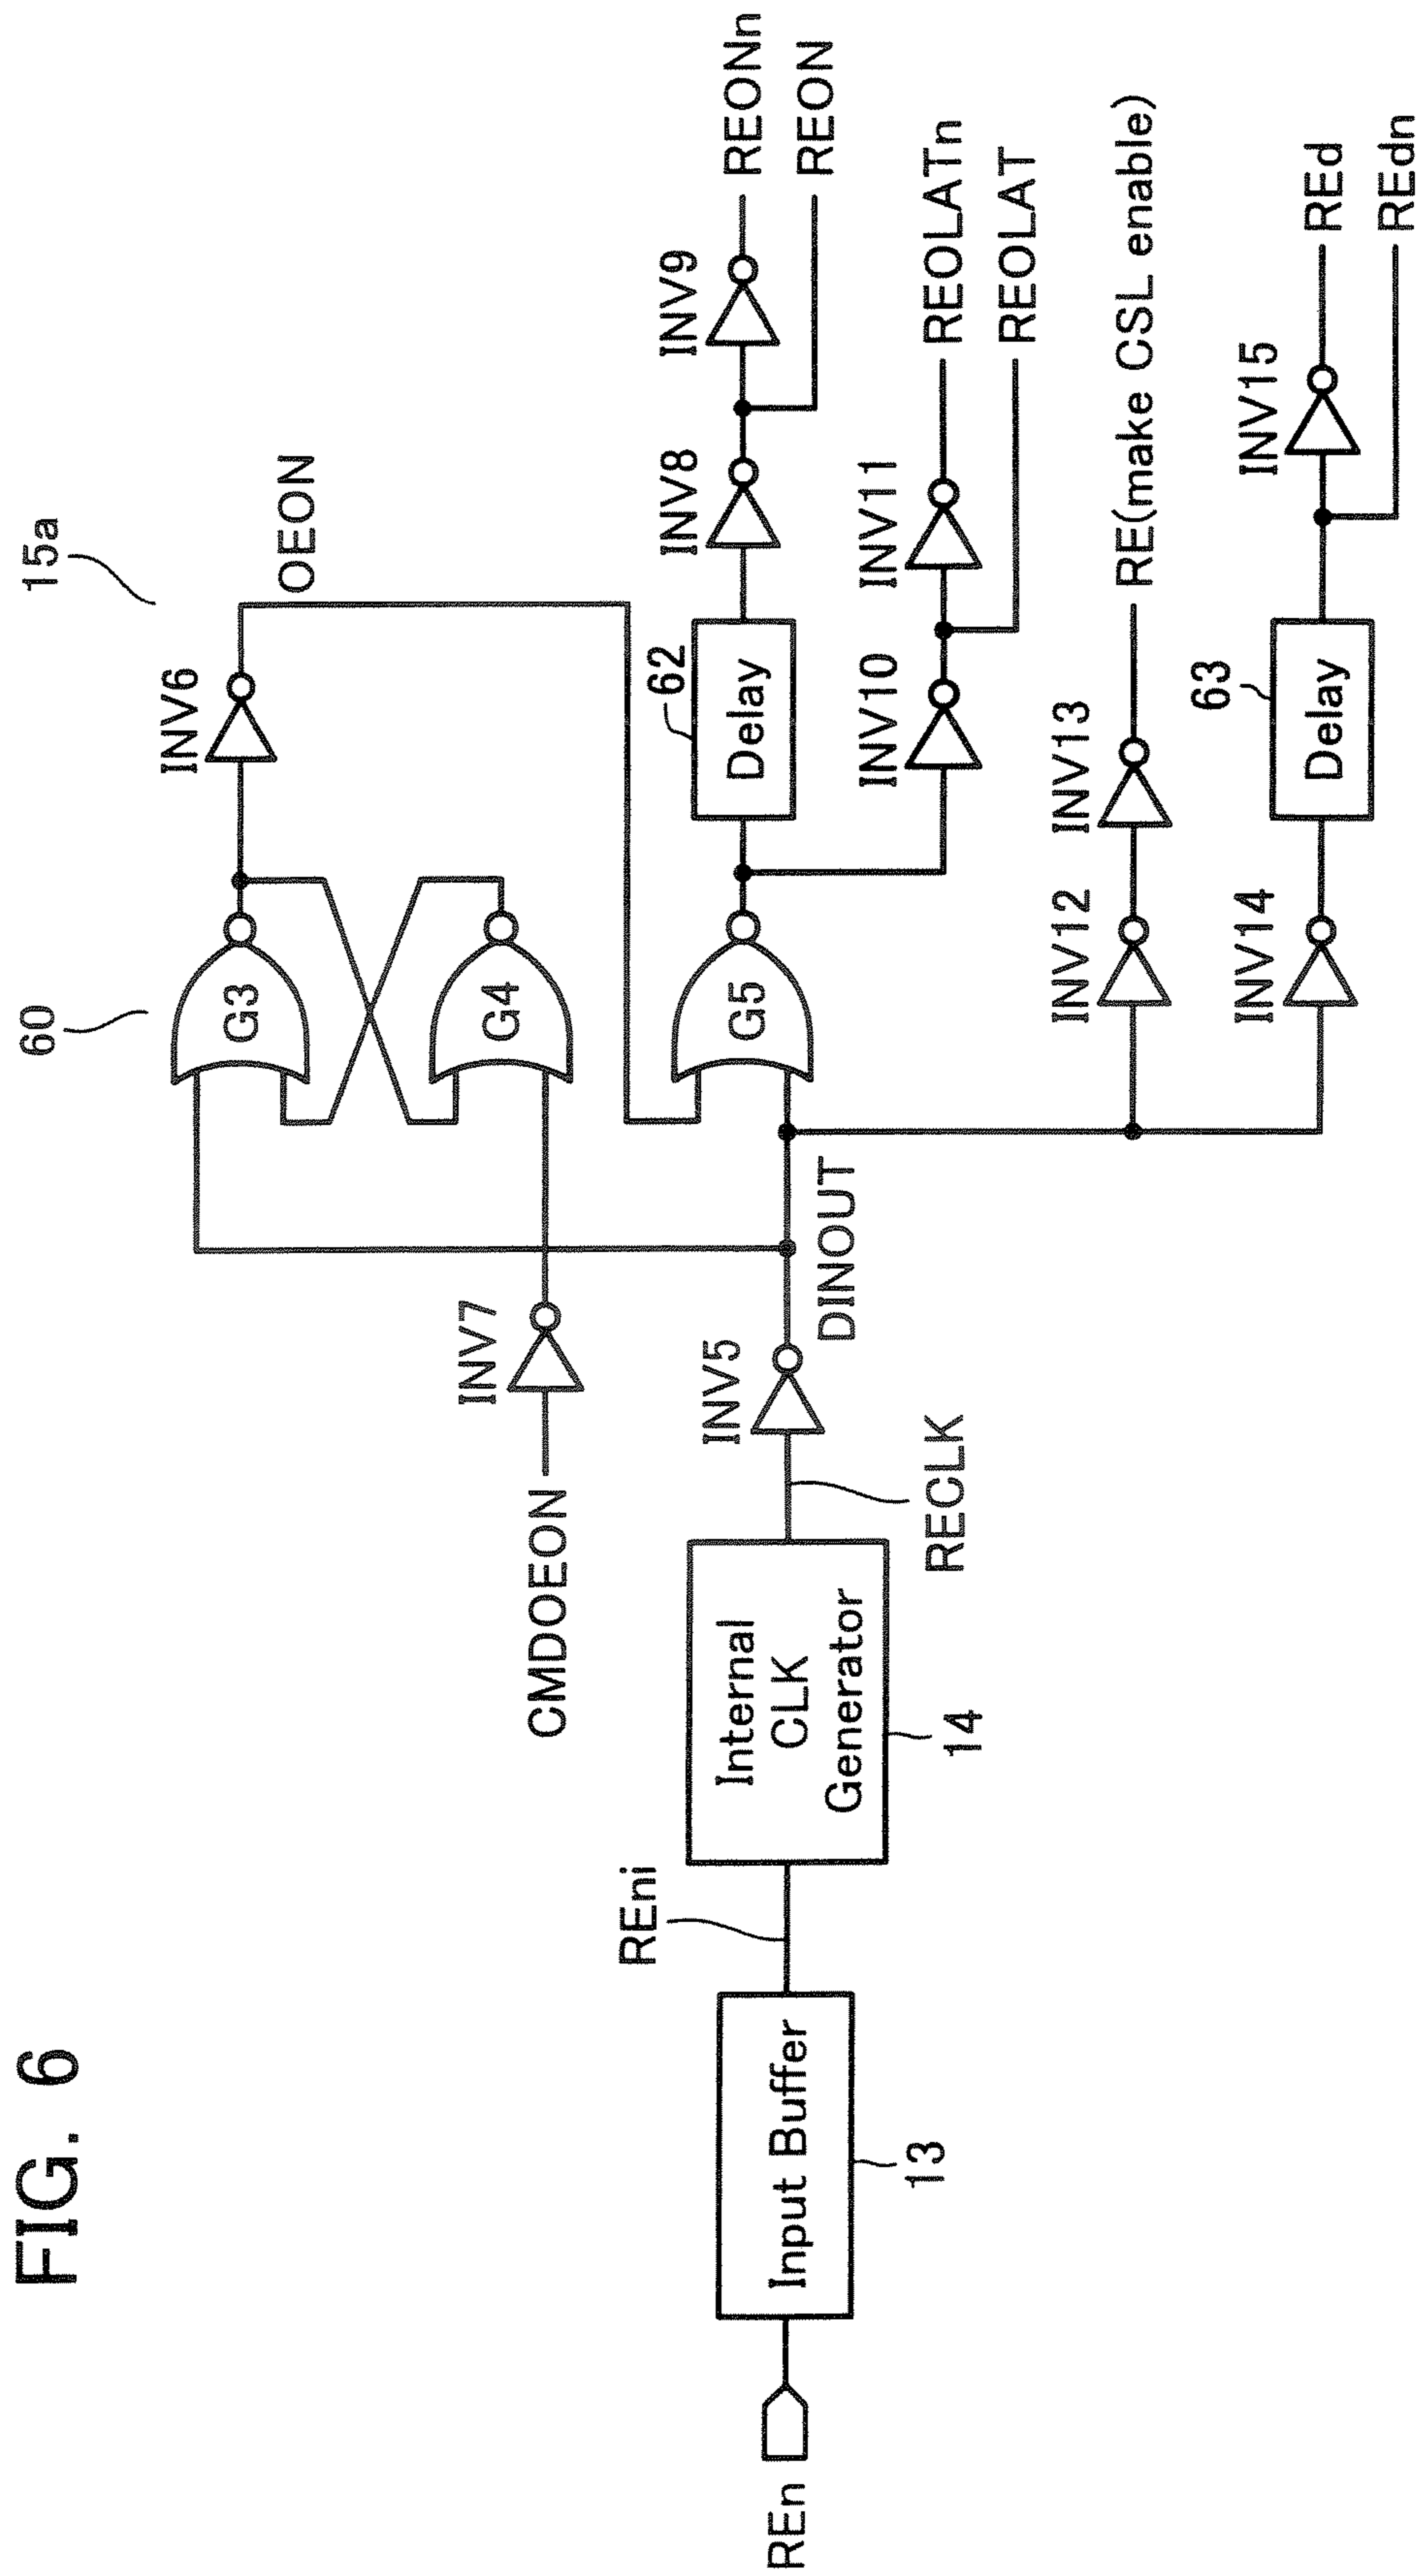 FIG. 6
15a
60
INV6
OEON
G3
G4
INV7
CMDOEON
REn
Input Buffer
13
REni
Internal
CLK
Generator
14
RECLK
INV5
DINOUT
G5
62
Delay
INV8
INV9
REONn
REON
INV10
INV11
REOLATn
REOLAT
INV12
INV13
RE(make CSL enable)
INV14
63
Delay
INV15
REd
REdn